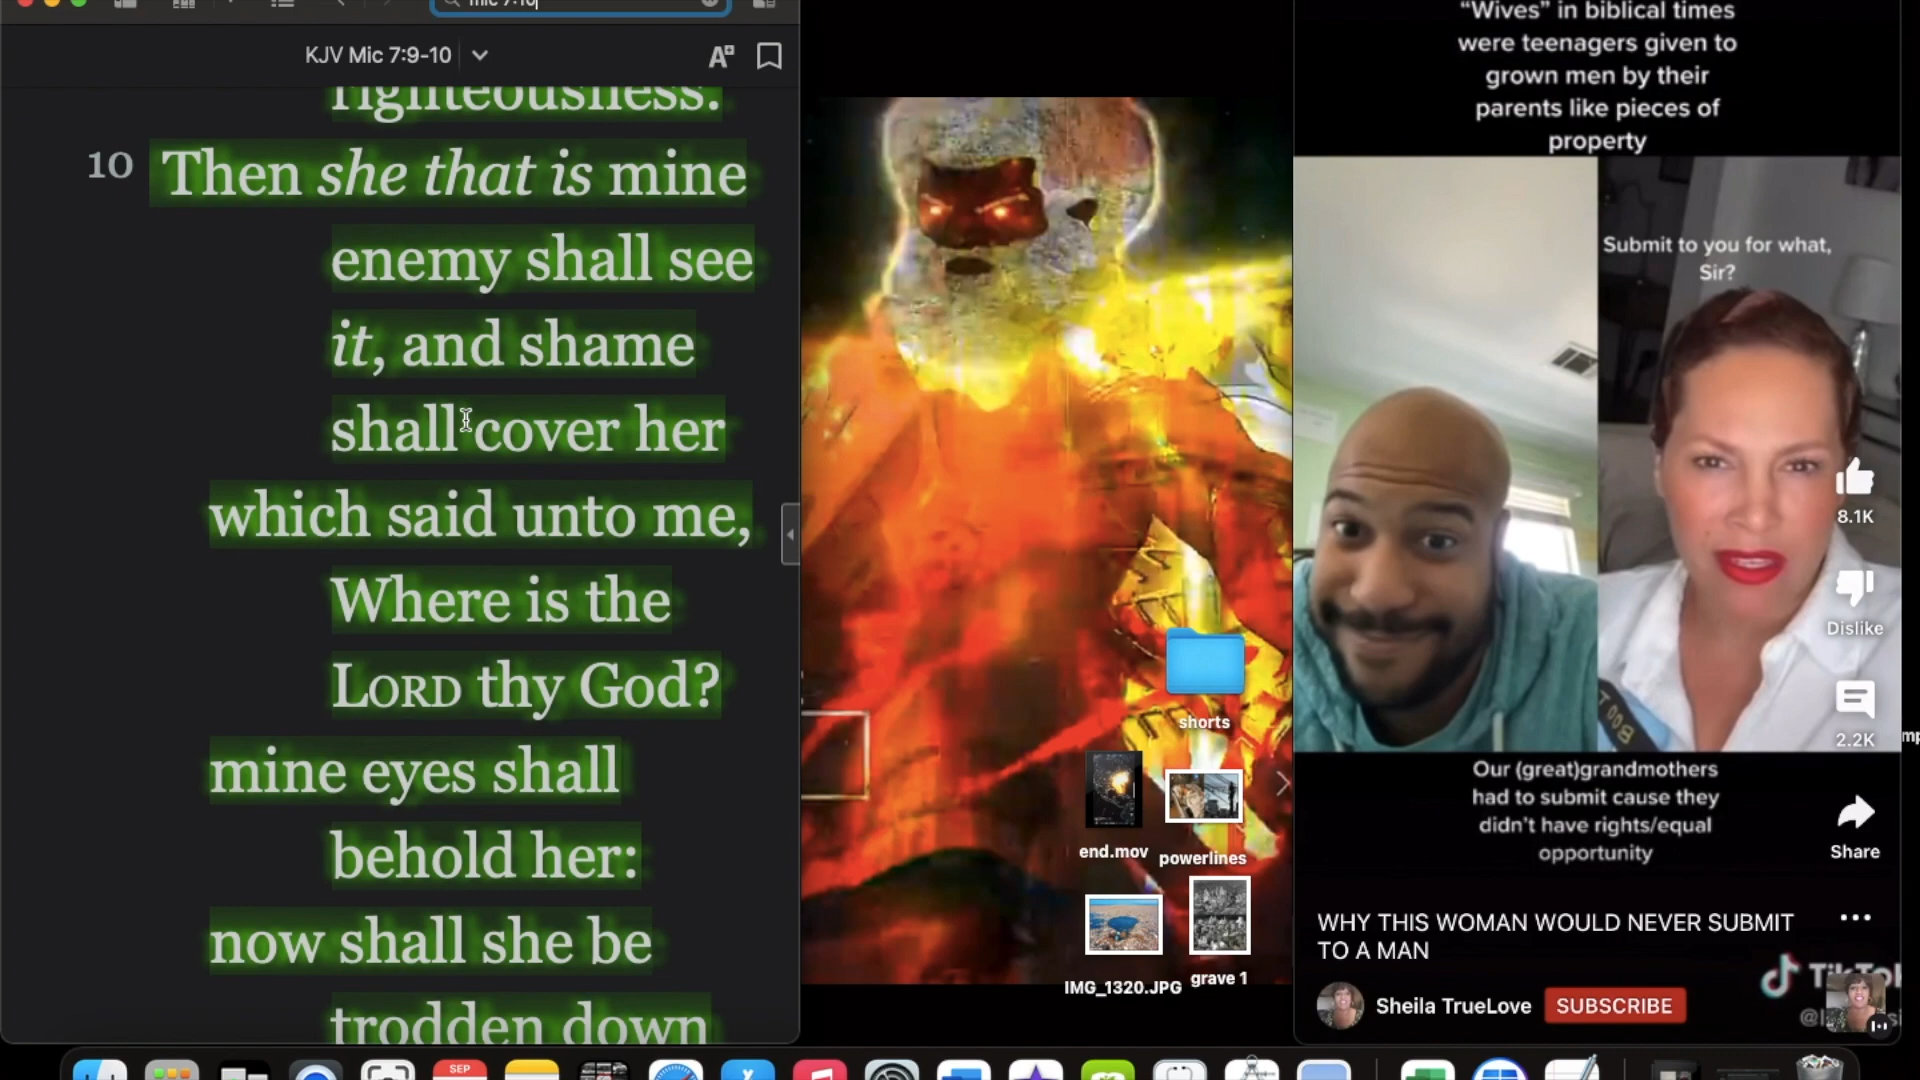 mic 7:10
KJV Mic 7:9-10
righteousness.
10 Then she that is mine
enemy shall see
it, and shame
shall cover her
which said unto me,
Where is the
LORD thy God?
mine eyes shall
behold her:
now shall she be
trodden down
shorts
end.mov
powerlines
IMG_1320.JPG
grave 1
“Wives” in biblical times
were teenagers given to
grown men by their
parents like pieces of
property
Submit to you for what,
Sir?
8.1K
Dislike
2.2K
Our (great)grandmothers
had to submit cause they
didn’t have rights/equal
opportunity
Share
WHY THIS WOMAN WOULD NEVER SUBMIT
TO A MAN
Sheila TrueLove
SUBSCRIBE
SEP